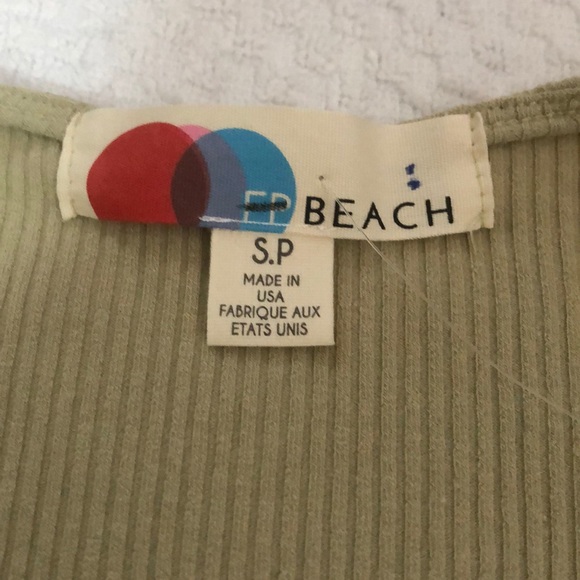 FP BEACH
S.P
MADE IN
USA
FABRIQUE AUX
ETATS UNIS